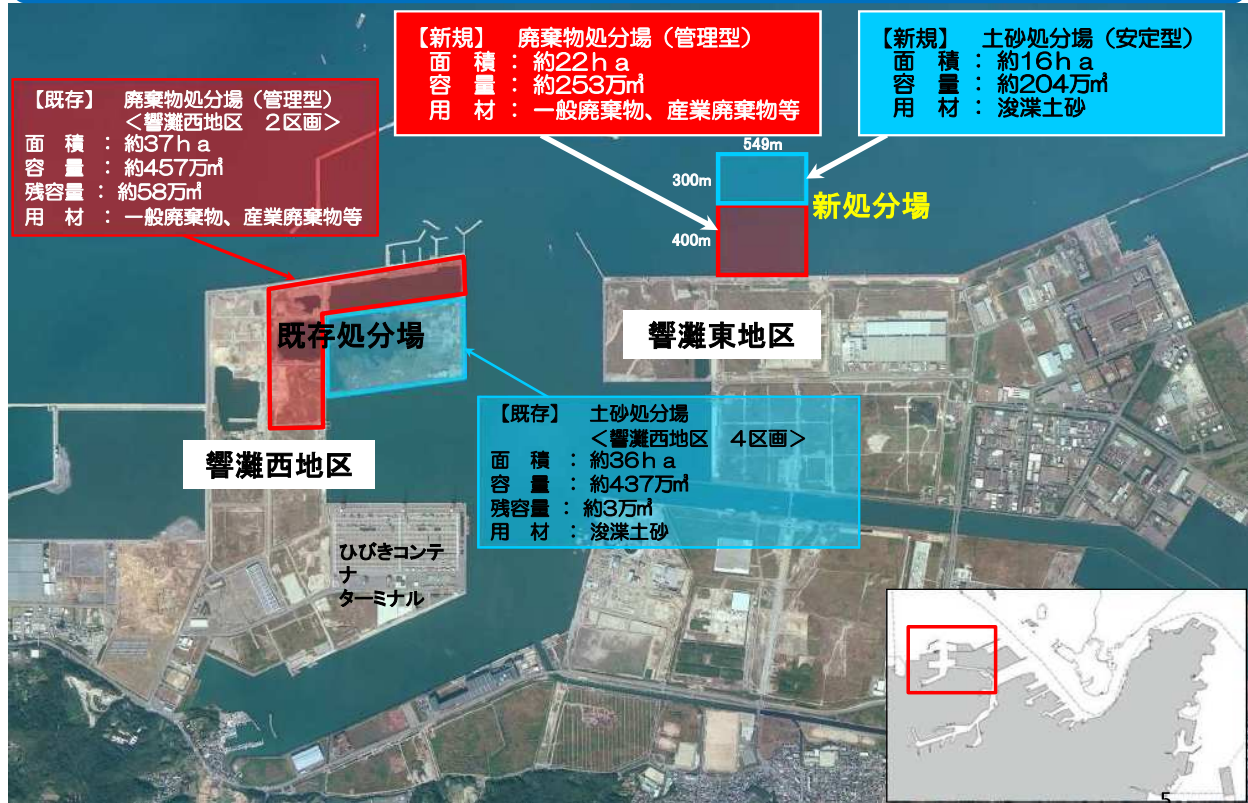 【新規】 廃棄物処分場（管理型）
面 積 ： 約22ｈａ
容 量 ： 約253万㎥
用 材 ： 一般廃棄物、産業廃棄物等
【新規】 土砂処分場（安定型）
面 積 ： 約16ｈａ
容 量 ： 約204万㎥
用 材 ： 浚渫土砂
【既存】 廃棄物処分場（管理型）
＜響灘西地区 2区画＞
面 積 ： 約37ｈａ
容 量 ： 約457万㎥
残容量 ： 約58万㎥
用 材 ： 一般廃棄物、産業廃棄物等
549m
300m
新処分場
400m
既存処分場
響灘東地区
【既存】 土砂処分場
＜響灘西地区 4区画＞
面 積 ： 約36ｈａ
容 量 ： 約437万㎥
残容量 ： 約3万㎥
用 材 ： 浚渫土砂
響灘西地区
ひびきコンテ
ナ
ターミナル
5